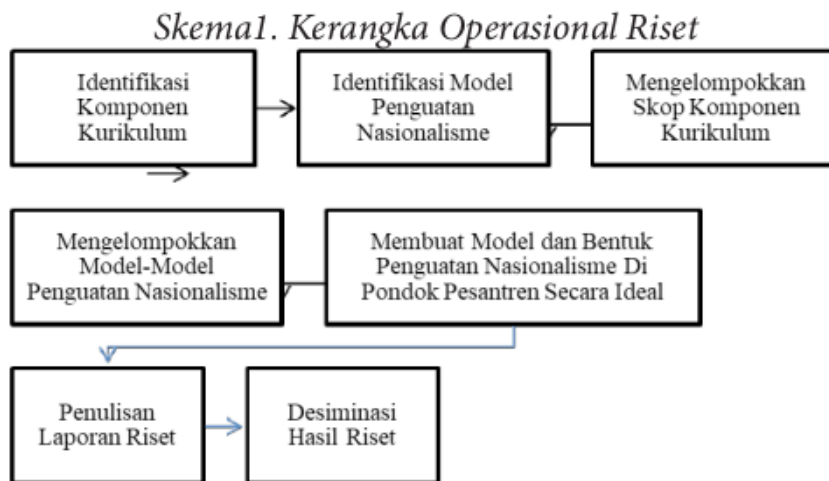 Skema1. Kerangka Operasional Riset
Identifikasi
Komponen
Kurikulum
Identifikasi Model
Penguatan
Nasionalisme
Mengelompokkan
Skop Komponen
Kurikulum
Mengelompokkan
Model-Model
Penguatan Nasionalisme
Membuat Model dan Bentuk
Penguatan Nasionalisme Di
Pondok Pesantren Secara Ideal
Penulisan
Laporan Riset
Desiminasi
Hasil Riset